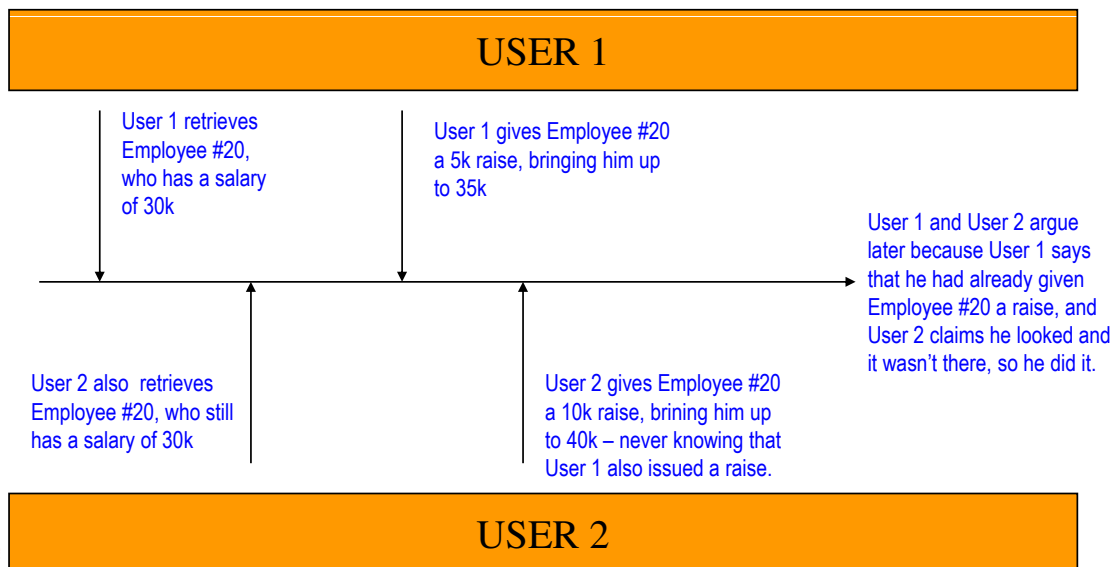 USER 1
User 1 retrieves
Employee #20,
who has a salary
of 30k
User 1 gives Employee #20
a 5k raise, bringing him up
to 35k
User 1 and User 2 argue
later because User 1 says
that he had already given
Employee #20 a raise, and
User 2 claims he looked and
it wasn't there, so he did it.
User 2 also retrieves
Employee #20, who still
has a salary of 30k
User 2 gives Employee #20
a 10k raise, brining him up
to 40k – never knowing that
User 1 also issued a raise.
USER 2